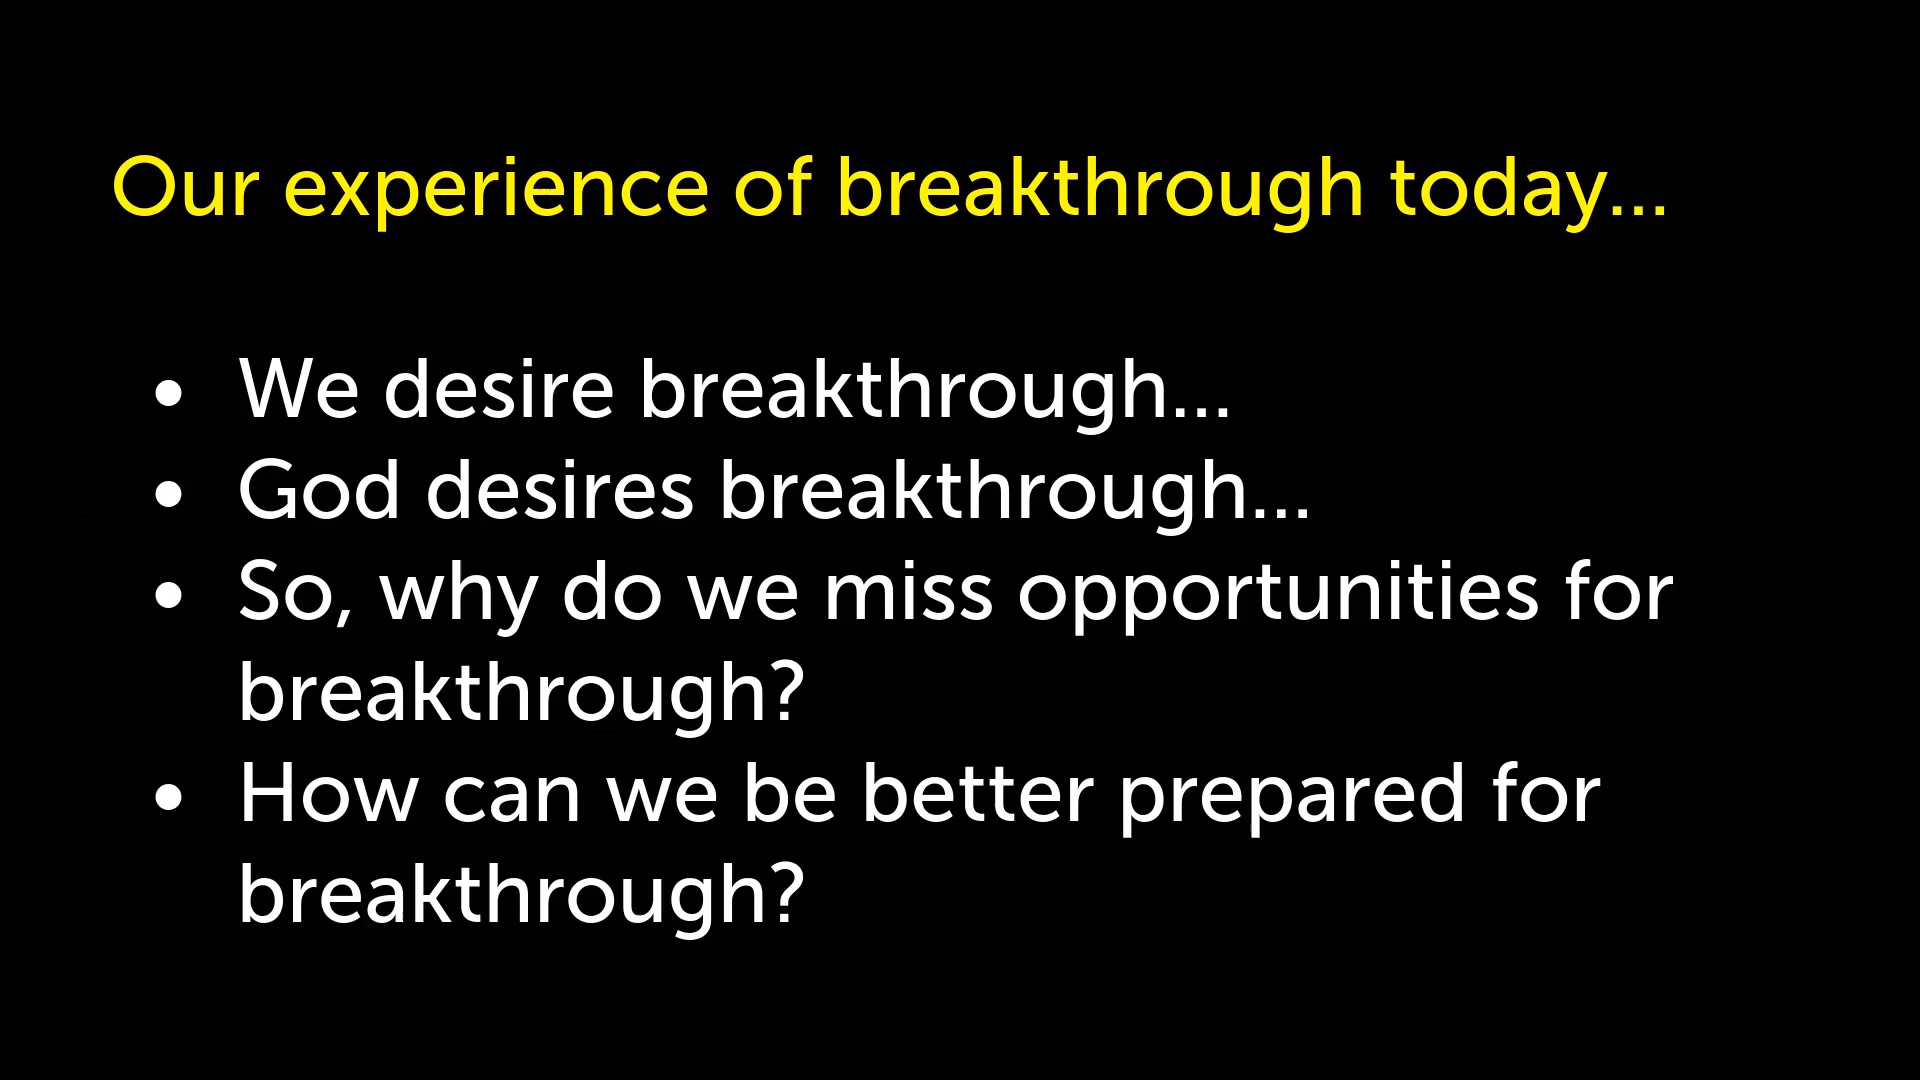 Our experience of breakthrough today...
• We desire breakthrough...
• God desires breakthrough...
• So, why do we miss opportunities for
breakthrough?
• How can we be better prepared for
breakthrough?